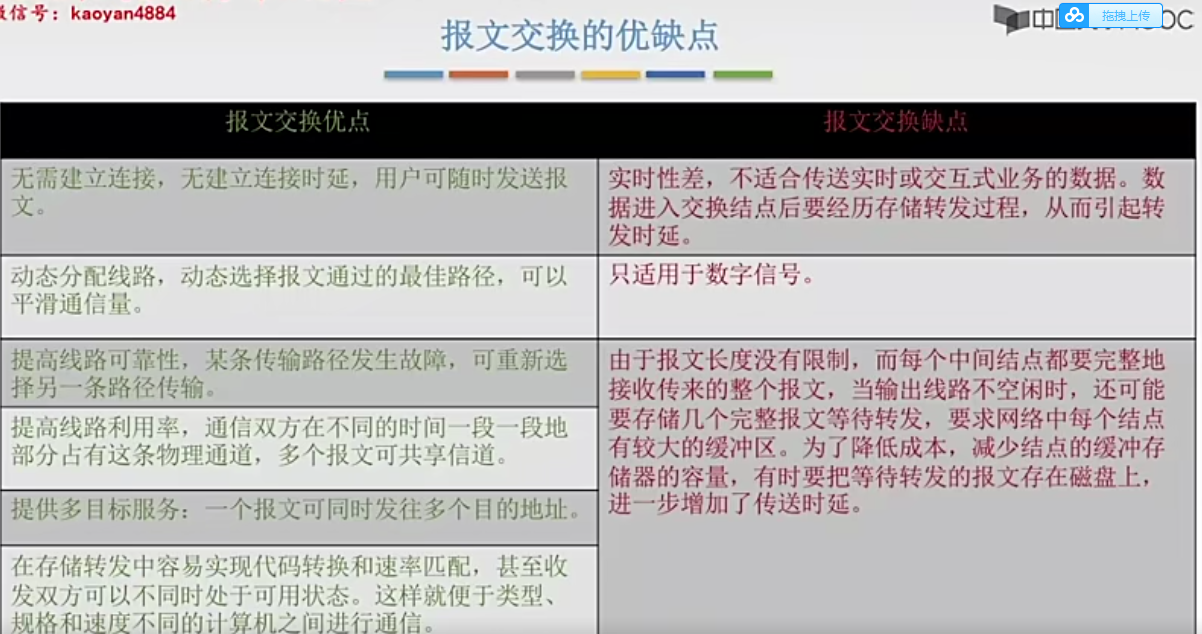 微信号：kaoyan4884
拖拽上传
报文交换的优缺点
报文交换优点
报文交换缺点
无需建立连接，无建立连接时延，用户可随时发送报
文。
实时性差，不适合传送实时或交互式业务的数据。数
据进入交换结点后要经历存储转发过程，从而引起转
发时延。
动态分配线路，动态选择报文通过的最佳路径，可以
平滑通信量。
只适用于数字信号。
提高线路可靠性，某条传输路径发生故障，可重新选
择另一条路径传输。
提高线路利用率，通信双方在不同的时间一段一段地
部分占有这条物理通道，多个报文可共享信道。
提供多目标服务：一个报文可同时发往多个目的地址。
在存储转发中容易实现代码转换和速率匹配，甚至收
发双方可以不同时处于可用状态。这样就便于类型、
规格和速度不同的计算机之间进行通信。
由于报文长度没有限制，而每个中间结点都要完整地
接收传来的整个报文，当输出线路不空闲时，还可能
要存储几个完整报文等待转发，要求网络中每个结点
有较大的缓冲区。为了降低成本，减少结点的缓冲存
储器的容量，有时要把等待转发的报文存在磁盘上，
进一步增加了传送时延。